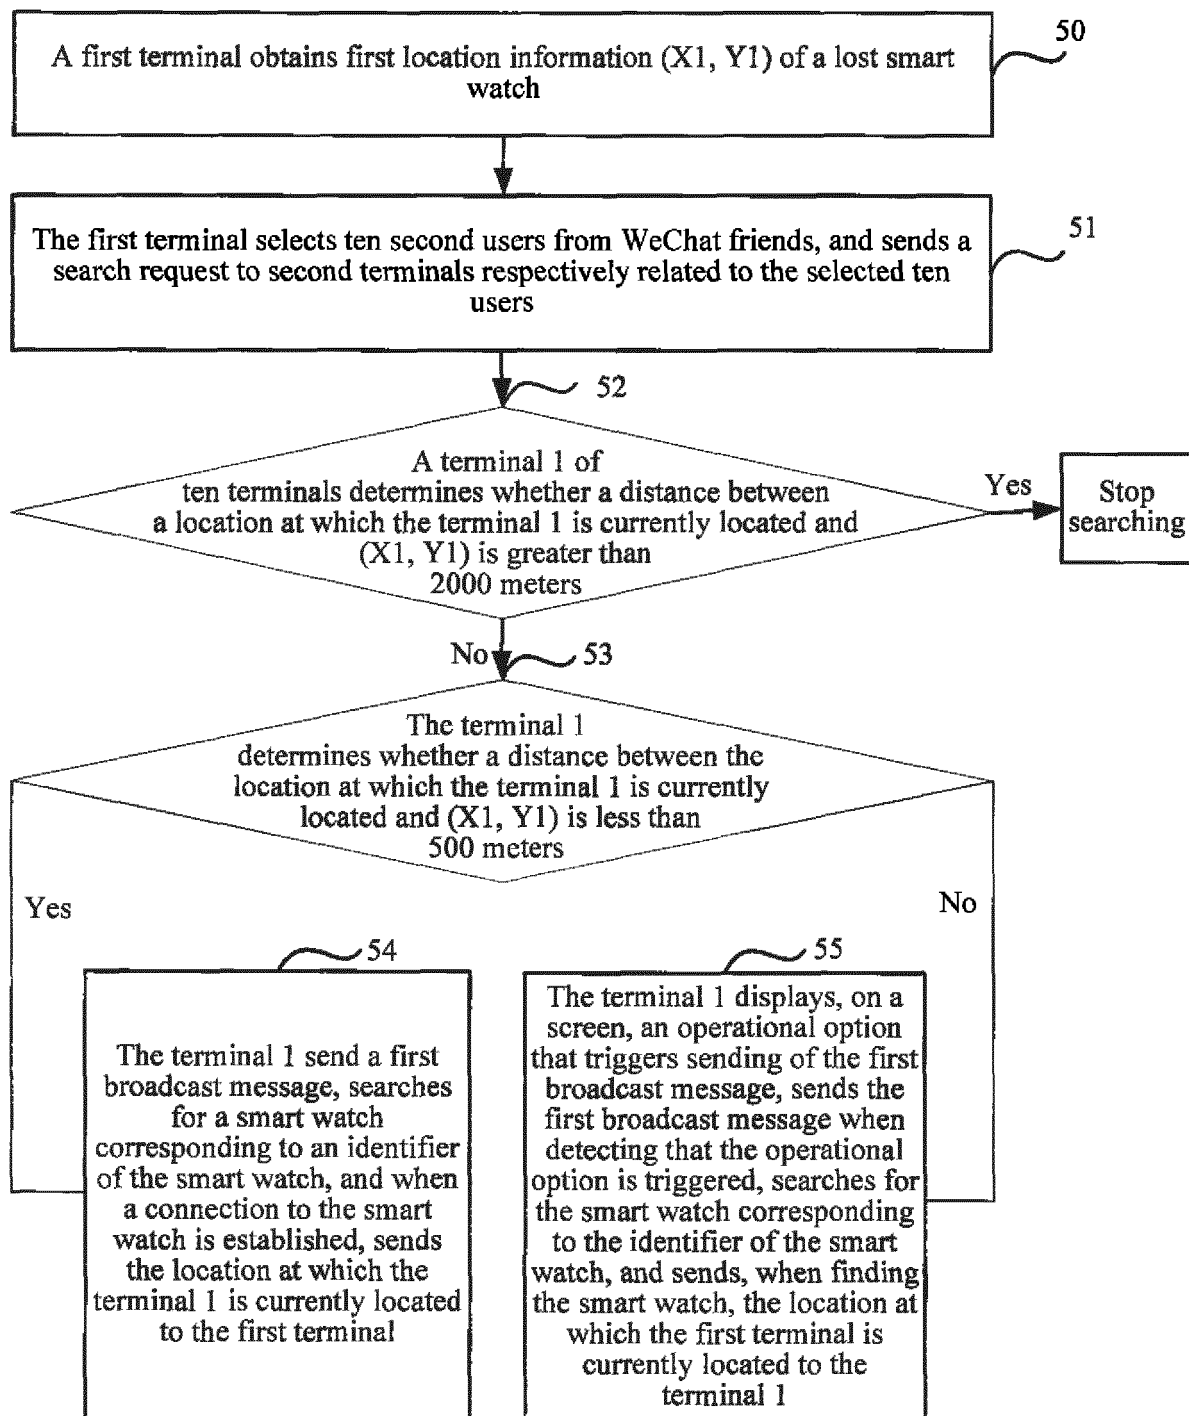 50
A first terminal obtains first location information (X1, Y1) of a lost smart
watch
51
The first terminal selects ten second users from WeChat friends, and sends a
search request to second terminals respectively related to the selected ten
users
52
A terminal 1 of
ten terminals determines whether a distance between
a location at which the terminal 1 is currently located and
(X1, Y1) is greater than
2000 meters
Yes
Stop
searching
No
53
The terminal 1
determines whether a distance between the
location at which the terminal 1 is currently
located and (X1, Y1) is less than
500 meters
Yes
No
54
The terminal 1 send a first
broadcast message, searches
for a smart watch
corresponding to an identifier
of the smart watch, and when
a connection to the smart
watch is established, sends
the location at which the
terminal 1 is currently located
to the first terminal
55
The terminal 1 displays, on a
screen, an operational option
that triggers sending of the first
broadcast message, sends the
first broadcast message when
detecting that the operational
option is triggered, searches for
the smart watch corresponding
to the identifier of the smart
watch, and sends, when finding
the smart watch, the location at
which the first terminal is
currently located to the
terminal 1